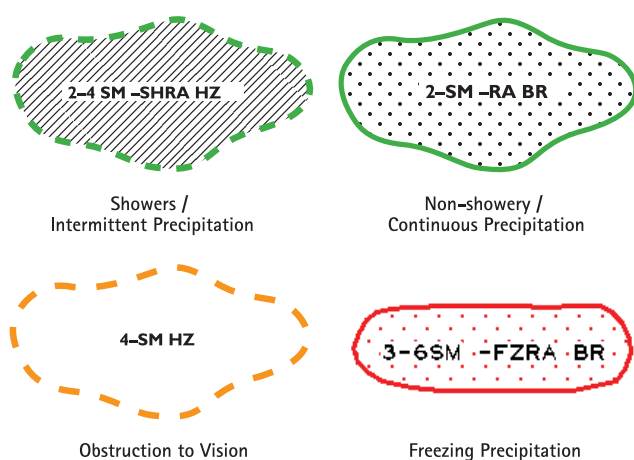 2–4 SM –SHRA HZ
2–SM –RA BR
Showers /
Intermittent Precipitation
Non–showery /
Continuous Precipitation
4–SM HZ
3-6SM -FZRA BR
Obstruction to Vision
Freezing Precipitation